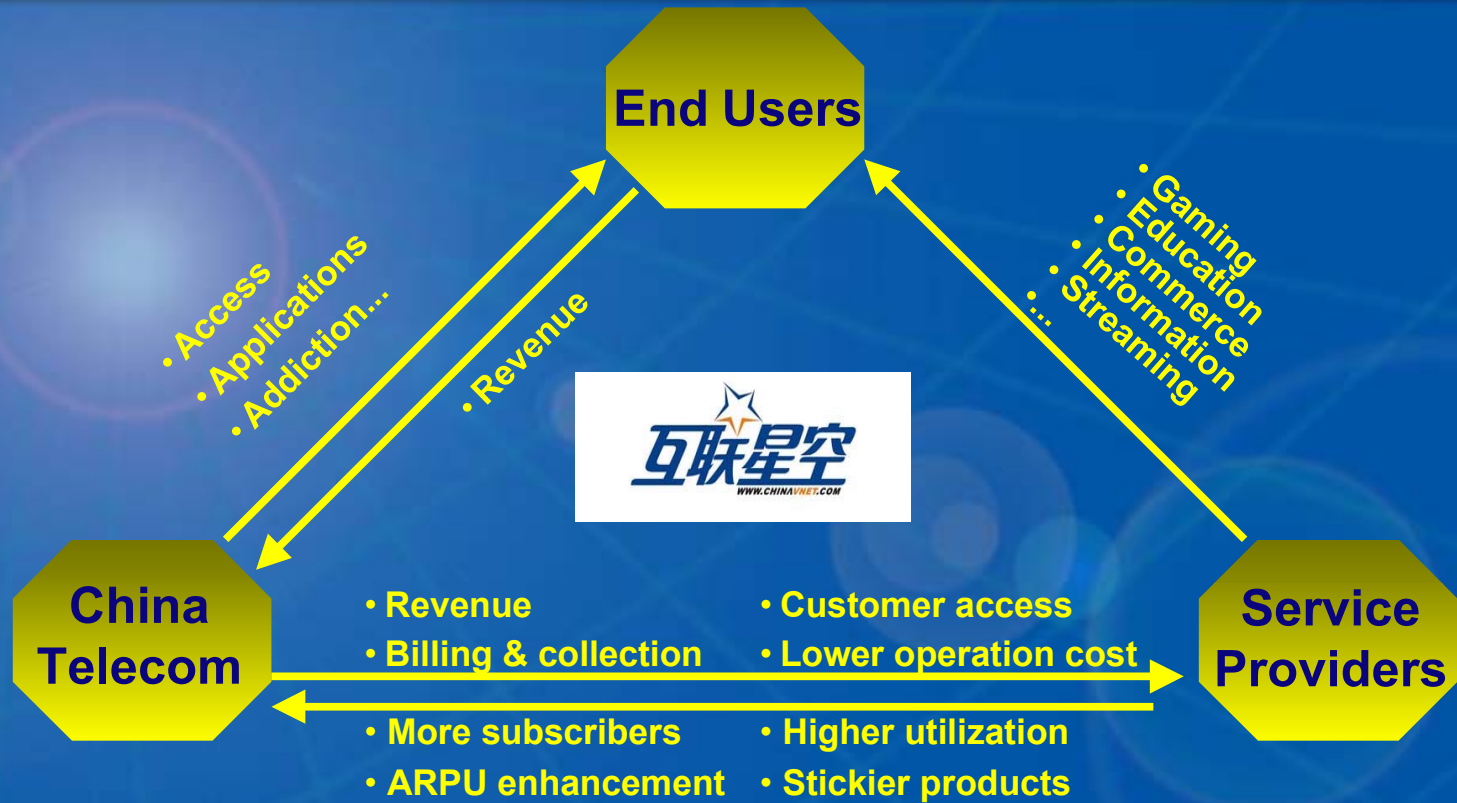 End Users
• Access
• Applications
• Addiction...
• Revenue
• Gaming
• Education
• Commerce
• Information
• Streaming
• ...
互联星空
WWW.CHINAVNET.COM
China
Telecom
• Revenue
• Customer access
• Billing & collection
• Lower operation cost
Service
Providers
• More subscribers
• Higher utilization
• ARPU enhancement
• Stickier products